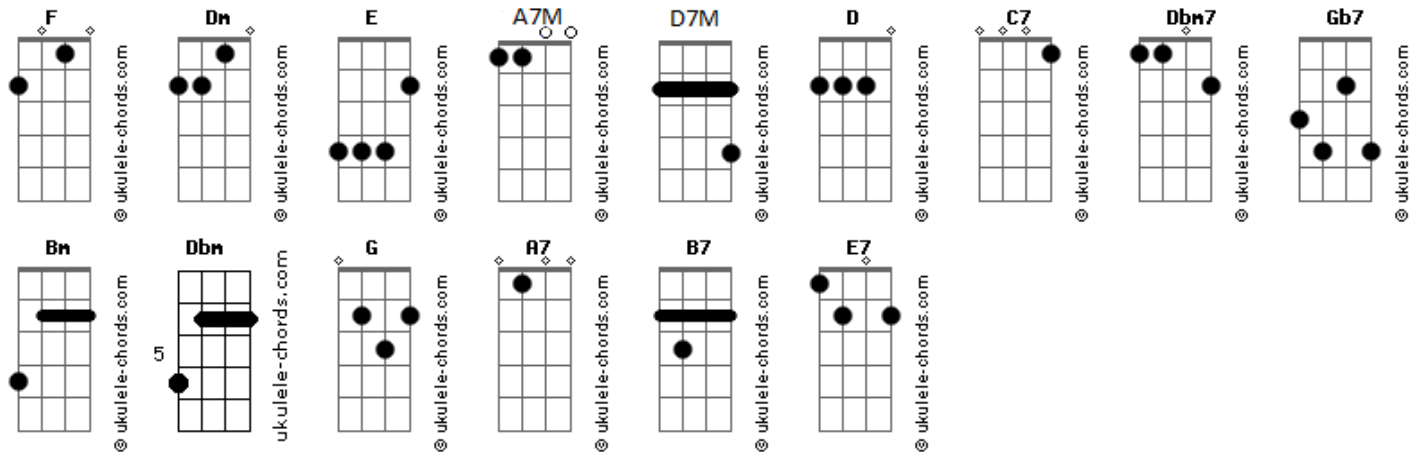 F Dm E A7M D7M D C7 Dbm7 Gb7
© ukulele-chords.com © ukulele-chords.com © ukulele-chords.com © ukulele-chords.com © ukulele-chords.com © ukulele-chords.com © ukulele-chords.com © ukulele-chords.com © ukulele-chords.com
Bm Dbm G A7 B7 E7
5
© ukulele-chords.com ukulele-chords.com © ukulele-chords.com © ukulele-chords.com © ukulele-chords.com © ukulele-chords.com